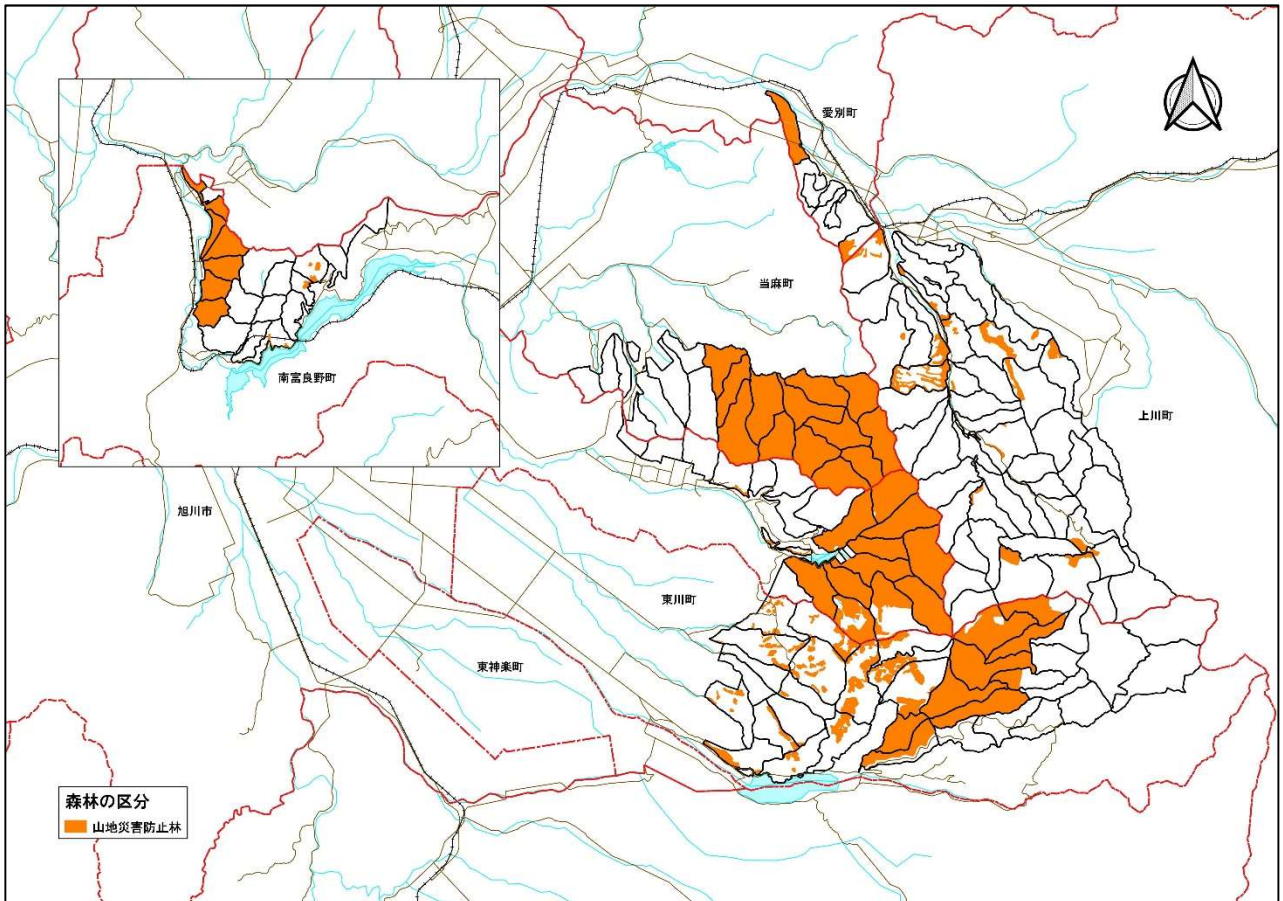 愛別町
当麻町
上川町
南富良野町
旭川市
東川町
東神楽町
森林の区分
山地災害防止林